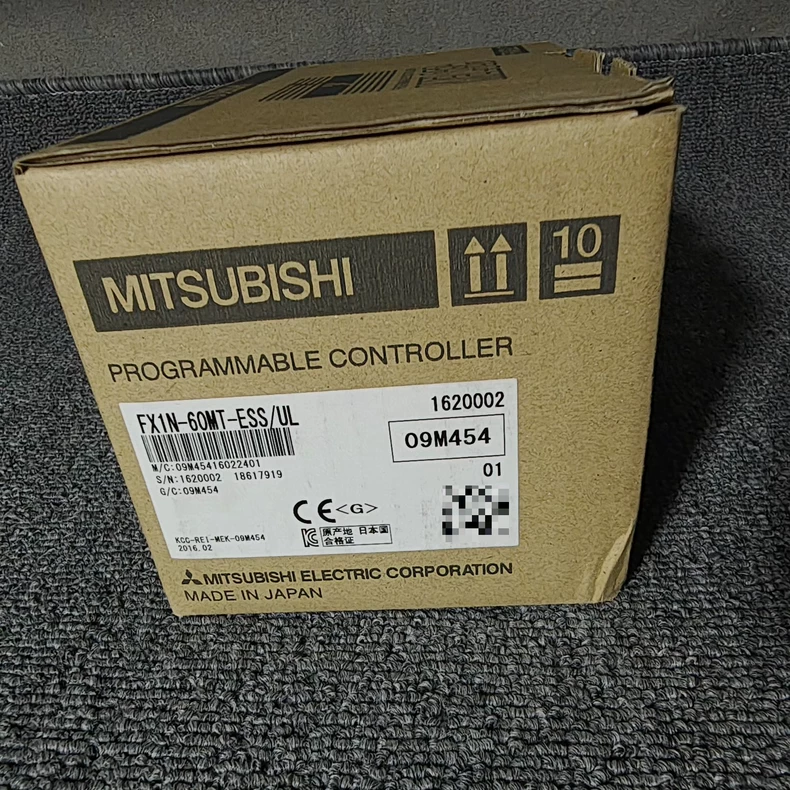 MITSUBISHI
10
PROGRAMMABLE CONTROLLER
FX1N-60MT-ESS/UL
1620002
09M454
M/C:09M45416022401
S/N:1620002 18617919
01
G/C:09M454
CE <G>
KCC-REI-MEK-09M454
2016.02
原产地 日本国
合格证
MITSUBISHI ELECTRIC CORPORATION
MADE IN JAPAN